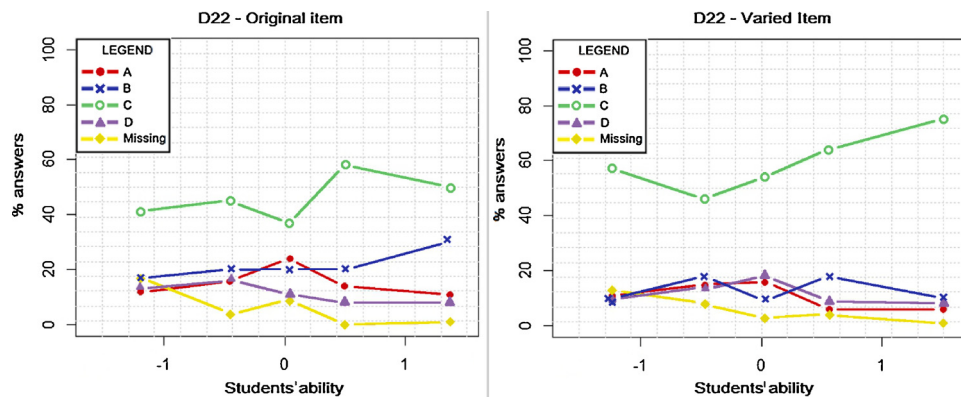 D22 - Original item
LEGEND
A
B
C
D
Missing
% answers
100
80
60
40
20
0
-1
0
1
Students'ability
D22 - Varied Item
LEGEND
A
B
C
D
Missing
% answers
100
80
60
40
20
0
-1
0
1
Students'ability